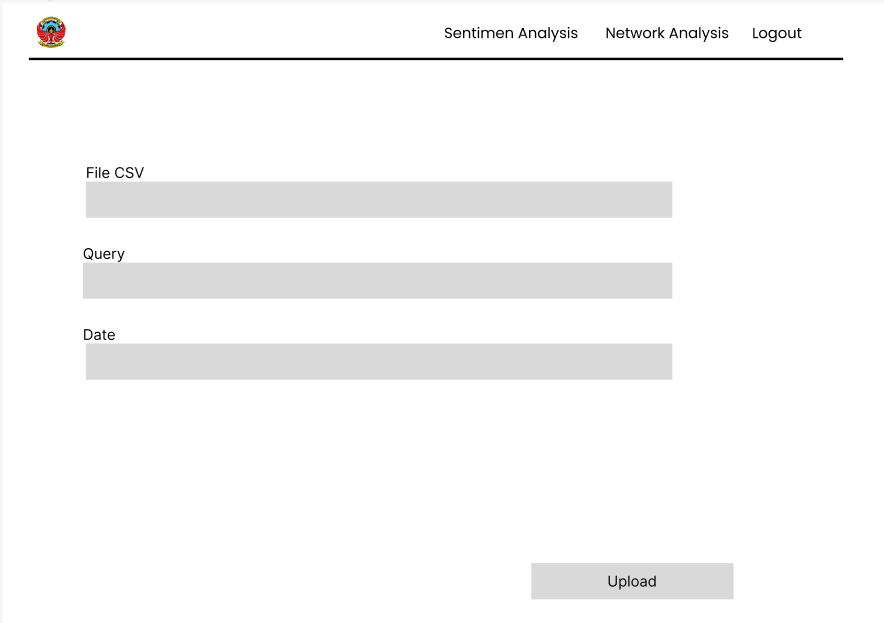 Sentimen Analysis Network Analysis Logout
File CSV
Query
Date
Upload